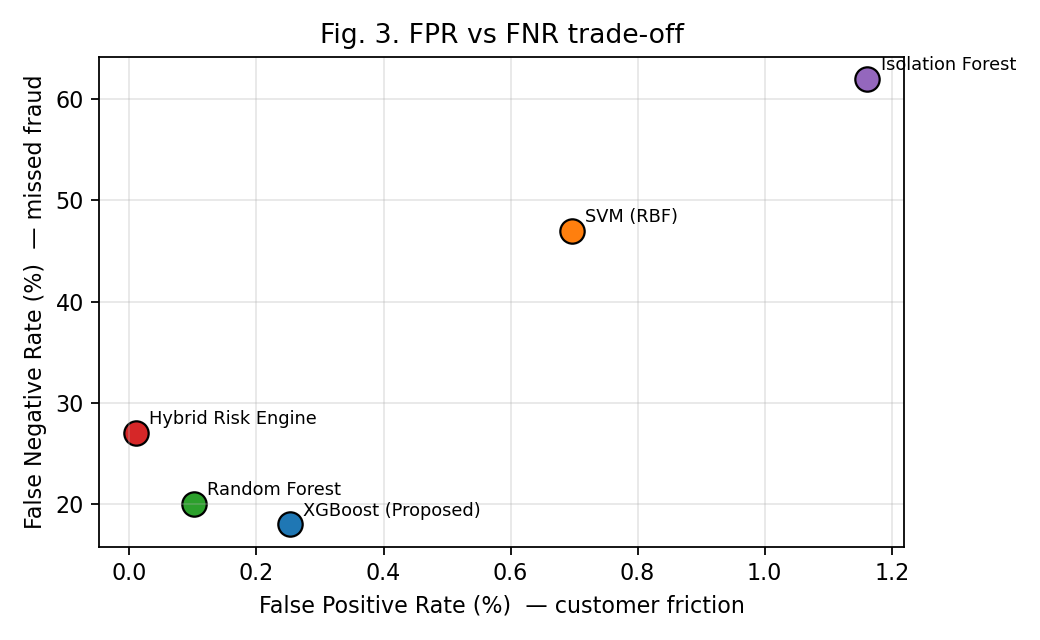 Fig. 3. FPR vs FNR trade-off
Isolation Forest
SVM (RBF)
Hybrid Risk Engine
Random Forest
XGBoost (Proposed)
False Negative Rate (%) — missed fraud
60
50
40
30
20
0.0 0.2 0.4 0.6 0.8 1.0 1.2
False Positive Rate (%) — customer friction